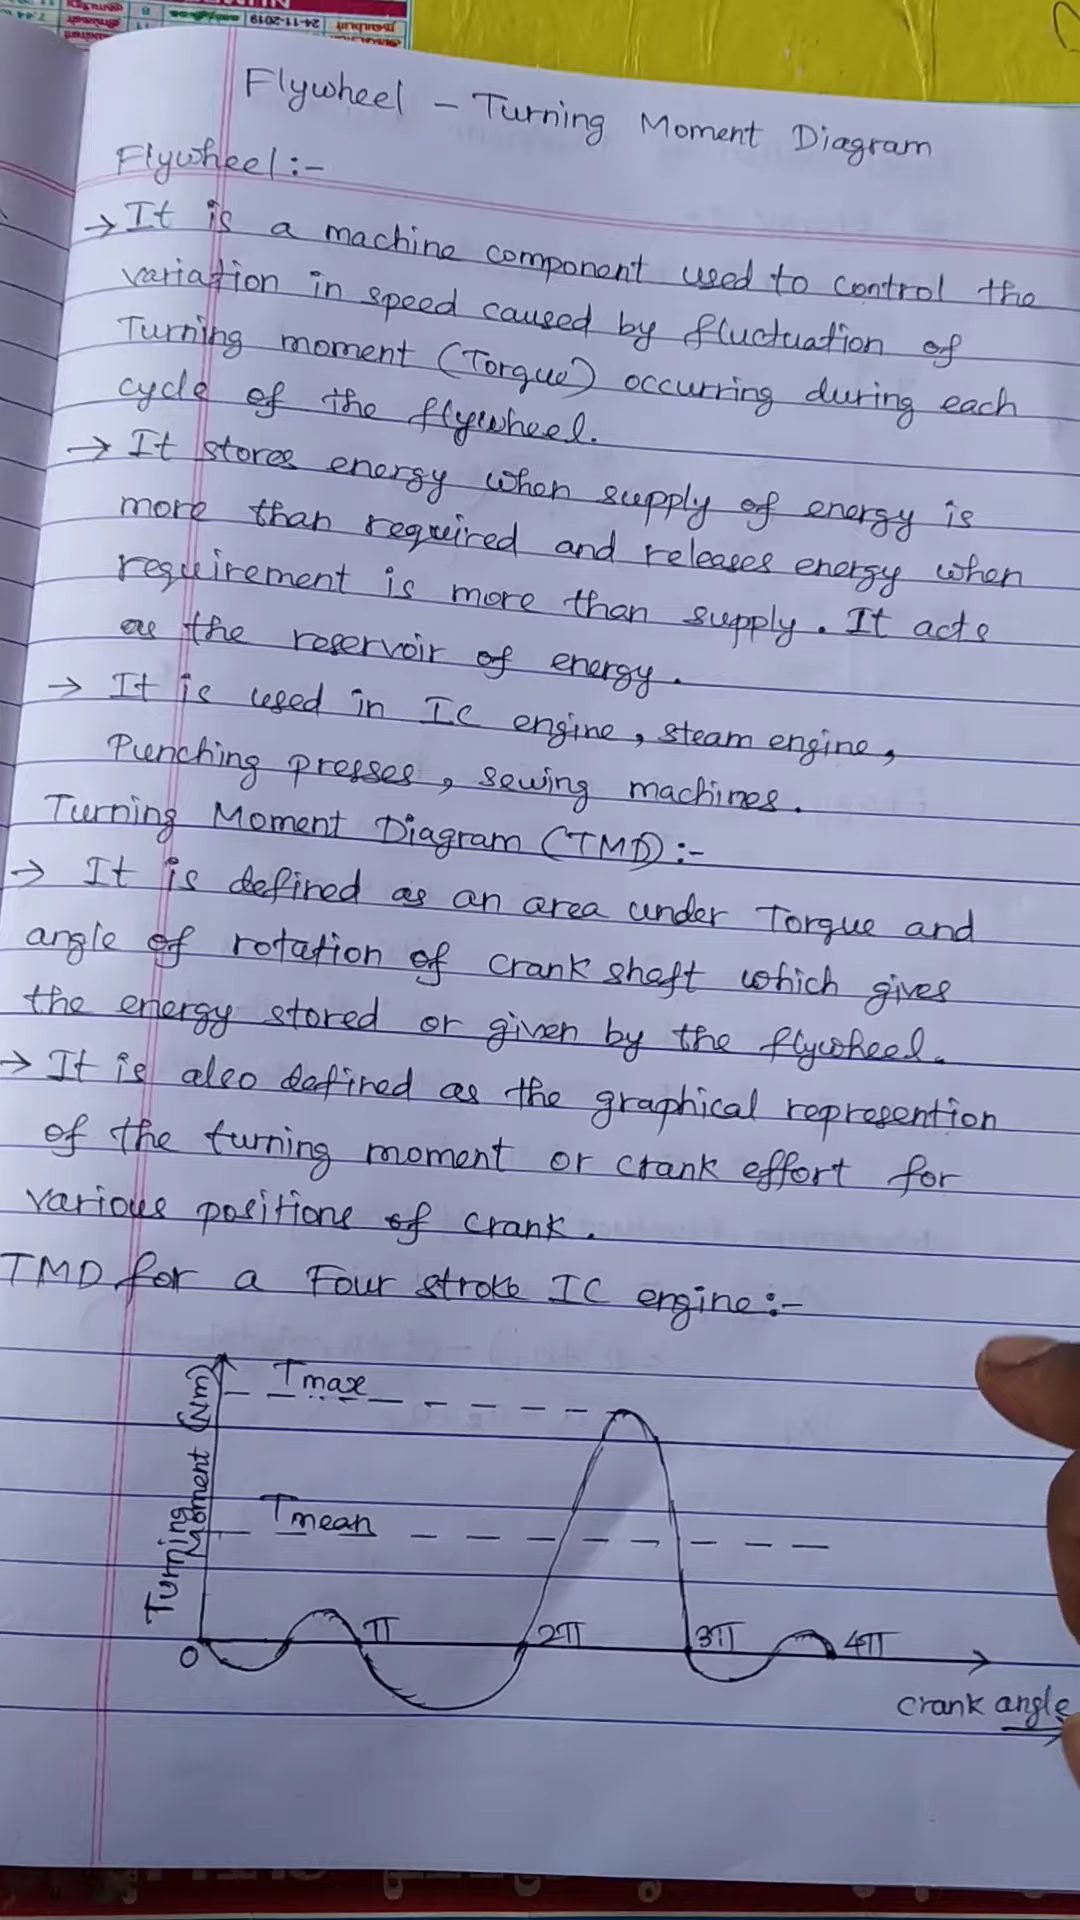 24-11-2019
Flywheel - Turning Moment Diagram
Flywheel :-
→ It is a machine component used to control the
variation in speed caused by fluctuation of
Turning moment (Torque) occurring during each
cycle of the flywheel.
→ It stores energy when supply of energy is
more than required and releases energy when
requirement is more than supply. It acts
as the reservoir of energy.
→ It is used in IC engine, steam engine,
Punching presses, sewing machines.
Turning Moment Diagram (TMD) :-
→ It is defined as an area under Torque and
angle of rotation of crank shaft which gives
the energy stored or given by the flywheel.
→ It is also defined as the graphical represention
of the turning moment or crank effort for
various positions of crank.
TMD for a Four stroke IC engine :-
Tmax
Turning Moment (Nm)
Tmean
0 π 2π 3π 4π
crank angle